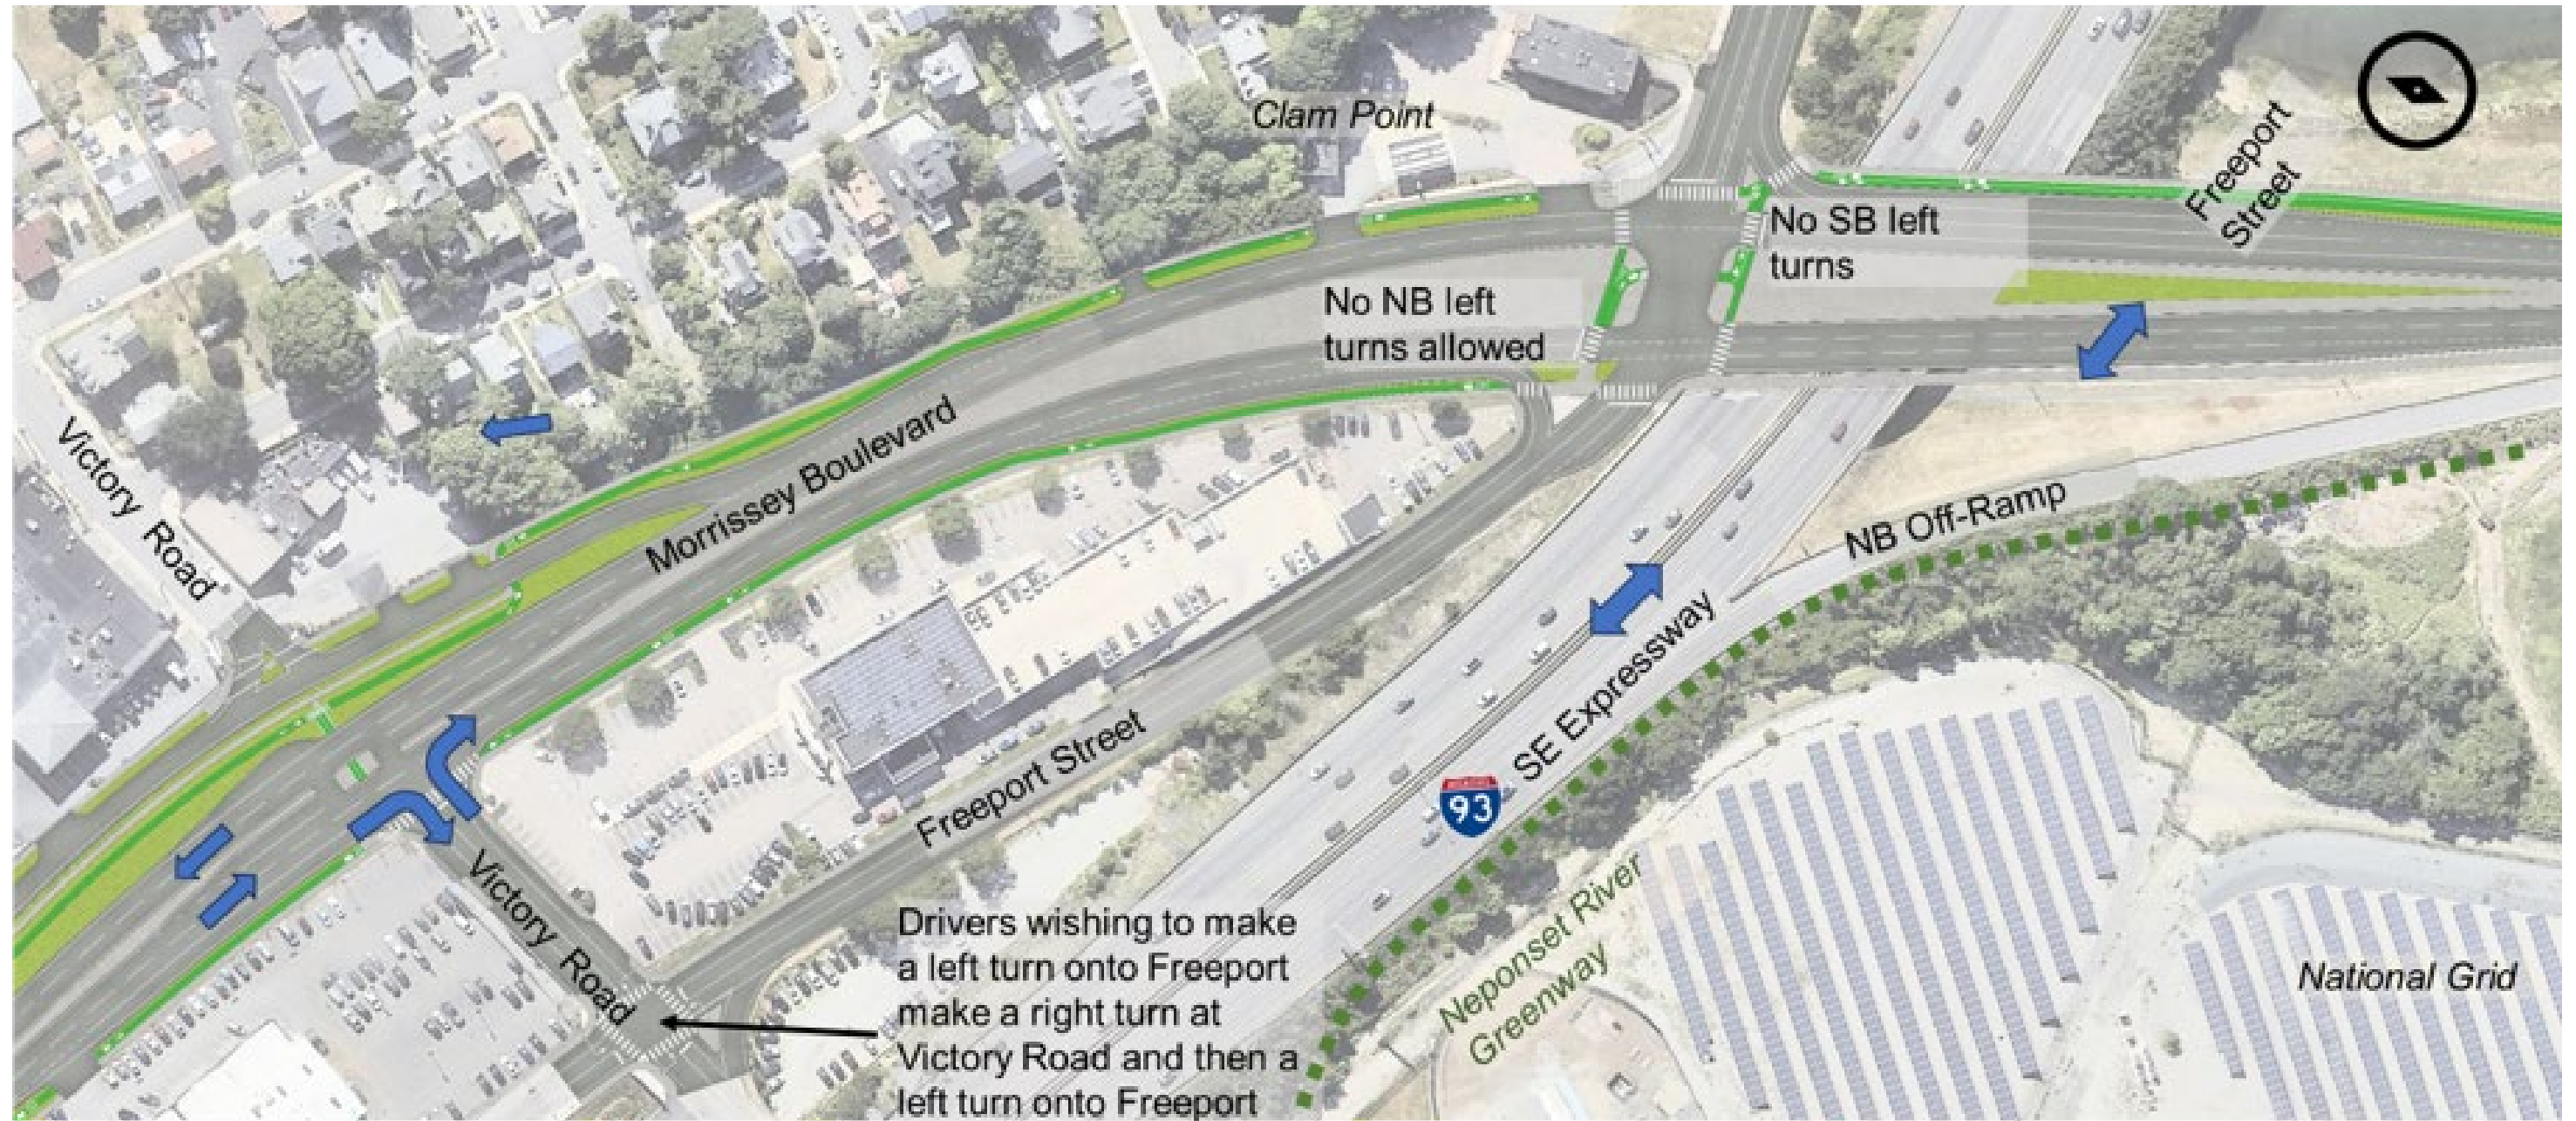 Clam Point
Freeport
Street
No SB left
turns
No NB left
turns allowed
Victory Road
Morrissey Boulevard
NB Off-Ramp
SE Expressway
93
Freeport Street
Victory Road
Drivers wishing to make
a left turn onto Freeport
make a right turn at
Victory Road and then a
left turn onto Freeport
Neponset River
Greenway
National Grid